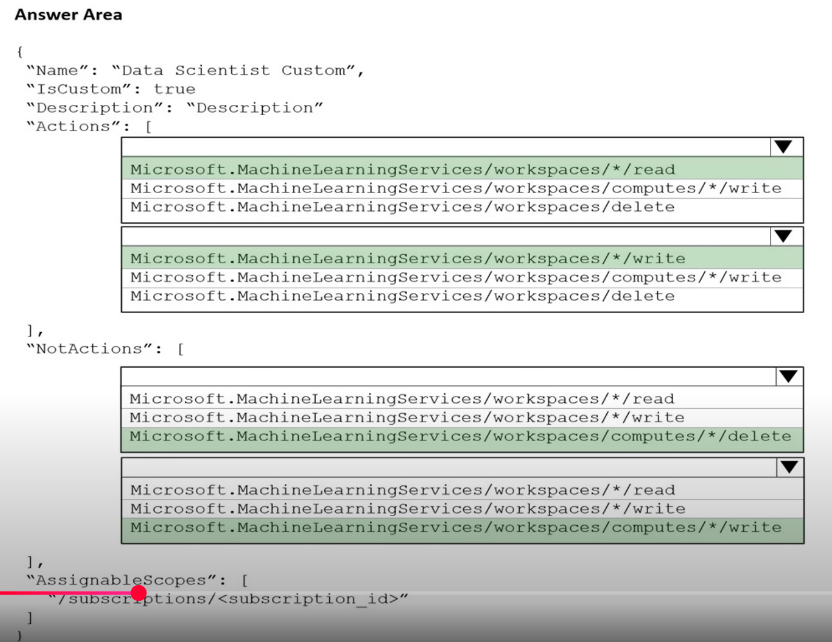 Answer Area
{
“Name”: “Data Scientist Custom”,
“IsCustom”: true
“Description”: “Description”
“Actions”: [
Microsoft.MachineLearningServices/workspaces/*/read
Microsoft.MachineLearningServices/workspaces/computes/*/write
Microsoft.MachineLearningServices/workspaces/delete
Microsoft.MachineLearningServices/workspaces/*/write
Microsoft.MachineLearningServices/workspaces/computes/*/write
Microsoft.MachineLearningServices/workspaces/delete
],
“NotActions”: [
Microsoft.MachineLearningServices/workspaces/*/read
Microsoft.MachineLearningServices/workspaces/*/write
Microsoft.MachineLearningServices/workspaces/computes/*/delete
Microsoft.MachineLearningServices/workspaces/*/read
Microsoft.MachineLearningServices/workspaces/*/write
Microsoft.MachineLearningServices/workspaces/computes/*/write
],
“AssignableScopes”: [
“/subscriptions/<subscription_id>”
]
}